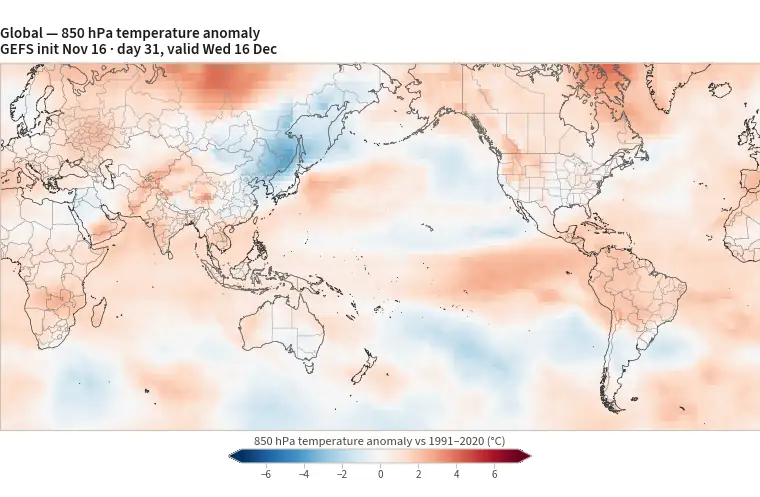 Global — 850 hPa temperature anomaly
GEFS init Nov 16 · day 31, valid Wed 16 Dec
850 hPa temperature anomaly vs 1991–2020 (°C)
−6 −4 −2 0 2 4 6